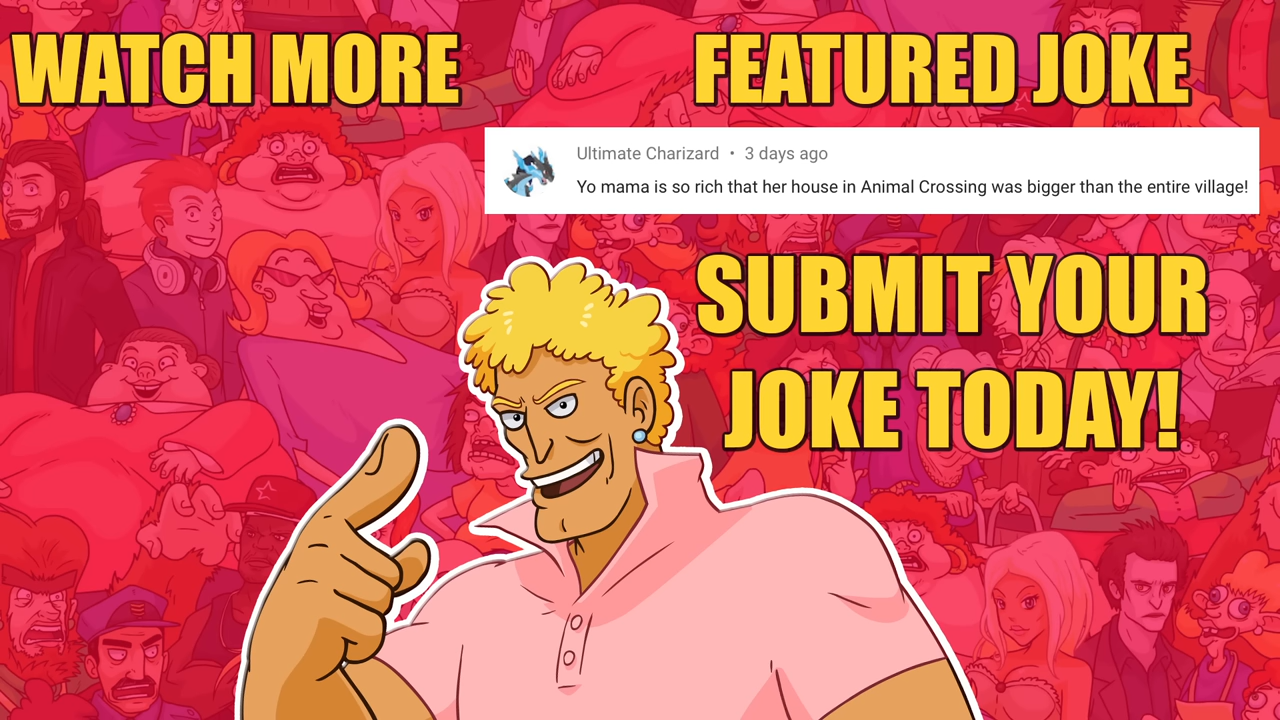 WATCH MORE
FEATURED JOKE
Ultimate Charizard • 3 days ago
Yo mama is so rich that her house in Animal Crossing was bigger than the entire village!
SUBMIT YOUR
JOKE TODAY!